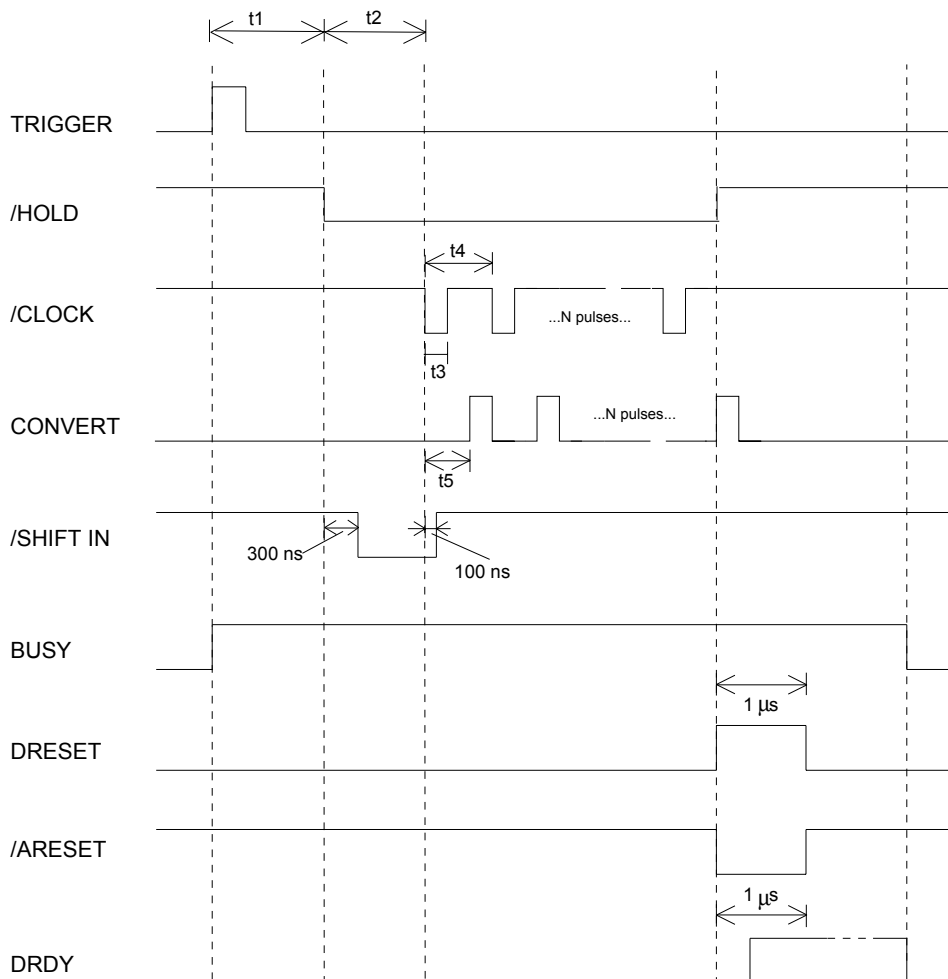 t1
t2
TRIGGER
/HOLD
t4
/CLOCK
...N pulses...
t3
CONVERT
...N pulses...
t5
/SHIFT IN
300 ns
100 ns
BUSY
1 μs
DRESET
/ARESET
1 μs
DRDY